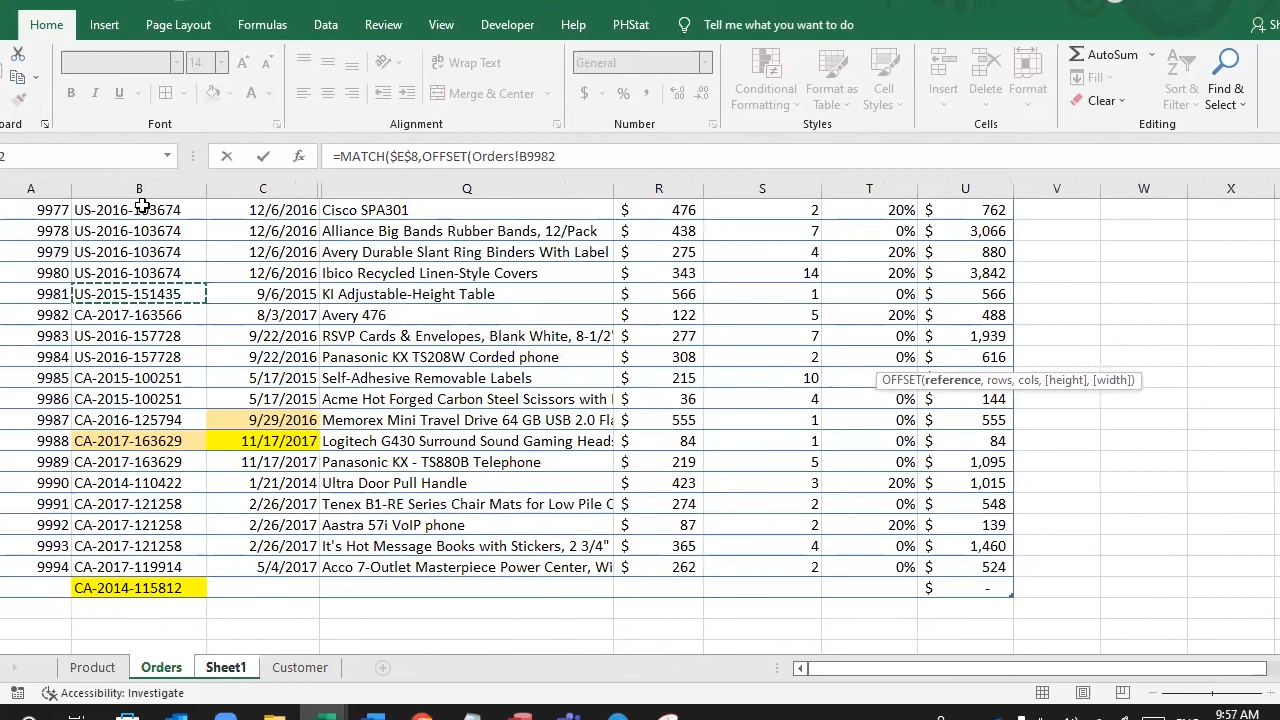 Home Insert Page Layout Formulas Data Review View Developer Help PHStat Tell me what you want to do
14 A A ab Wrap Text General AutoSum
Fill
B I U A Merge & Center $ % , Conditional Formatting Format as Table Cell Styles Insert Delete Format Clear Sort & Filter Find & Select
Font Alignment Number Styles Cells Editing
2 fx =MATCH($E$8,OFFSET(Orders!B9982
A B C Q R S T U V W X
9977 US-2016-103674 12/6/2016 Cisco SPA301 $ 476 2 20% $ 762
9978 US-2016-103674 12/6/2016 Alliance Big Bands Rubber Bands, 12/Pack $ 438 7 0% $ 3,066
9979 US-2016-103674 12/6/2016 Avery Durable Slant Ring Binders With Label $ 275 4 20% $ 880
9980 US-2016-103674 12/6/2016 Ibico Recycled Linen-Style Covers $ 343 14 20% $ 3,842
9981 US-2015-151435 9/6/2015 KI Adjustable-Height Table $ 566 1 0% $ 566
9982 CA-2017-163566 8/3/2017 Avery 476 $ 122 5 20% $ 488
9983 US-2016-157728 9/22/2016 RSVP Cards & Envelopes, Blank White, 8-1/2" $ 277 7 0% $ 1,939
9984 US-2016-157728 9/22/2016 Panasonic KX TS208W Corded phone $ 308 2 0% $ 616
9985 CA-2015-100251 5/17/2015 Self-Adhesive Removable Labels $ 215 10 OFFSET(reference, rows, cols, [height], [width])
9986 CA-2015-100251 5/17/2015 Acme Hot Forged Carbon Steel Scissors with $ 36 4 0% $ 144
9987 CA-2016-125794 9/29/2016 Memorex Mini Travel Drive 64 GB USB 2.0 $ 555 1 0% $ 555
9988 CA-2017-163629 11/17/2017 Logitech G430 Surround Sound Gaming $ 84 1 0% $ 84
9989 CA-2017-163629 11/17/2017 Panasonic KX - TS880B Telephone $ 219 5 0% $ 1,095
9990 CA-2014-110422 1/21/2014 Ultra Door Pull Handle $ 423 3 20% $ 1,015
9991 CA-2017-121258 2/26/2017 Tenex B1-RE Series Chair Mats for Low Pile $ 274 2 0% $ 548
9992 CA-2017-121258 2/26/2017 Aastra 57i VoIP phone $ 87 2 20% $ 139
9993 CA-2017-121258 2/26/2017 It's Hot Message Books with Stickers, 2 3/4" $ 365 4 0% $ 1,460
9994 CA-2017-119914 5/4/2017 Acco 7-Outlet Masterpiece Power Center, $ 262 2 0% $ 524
CA-2014-115812 $ -
Product Orders Sheet1 Customer
Accessibility: Investigate
9:57 AM